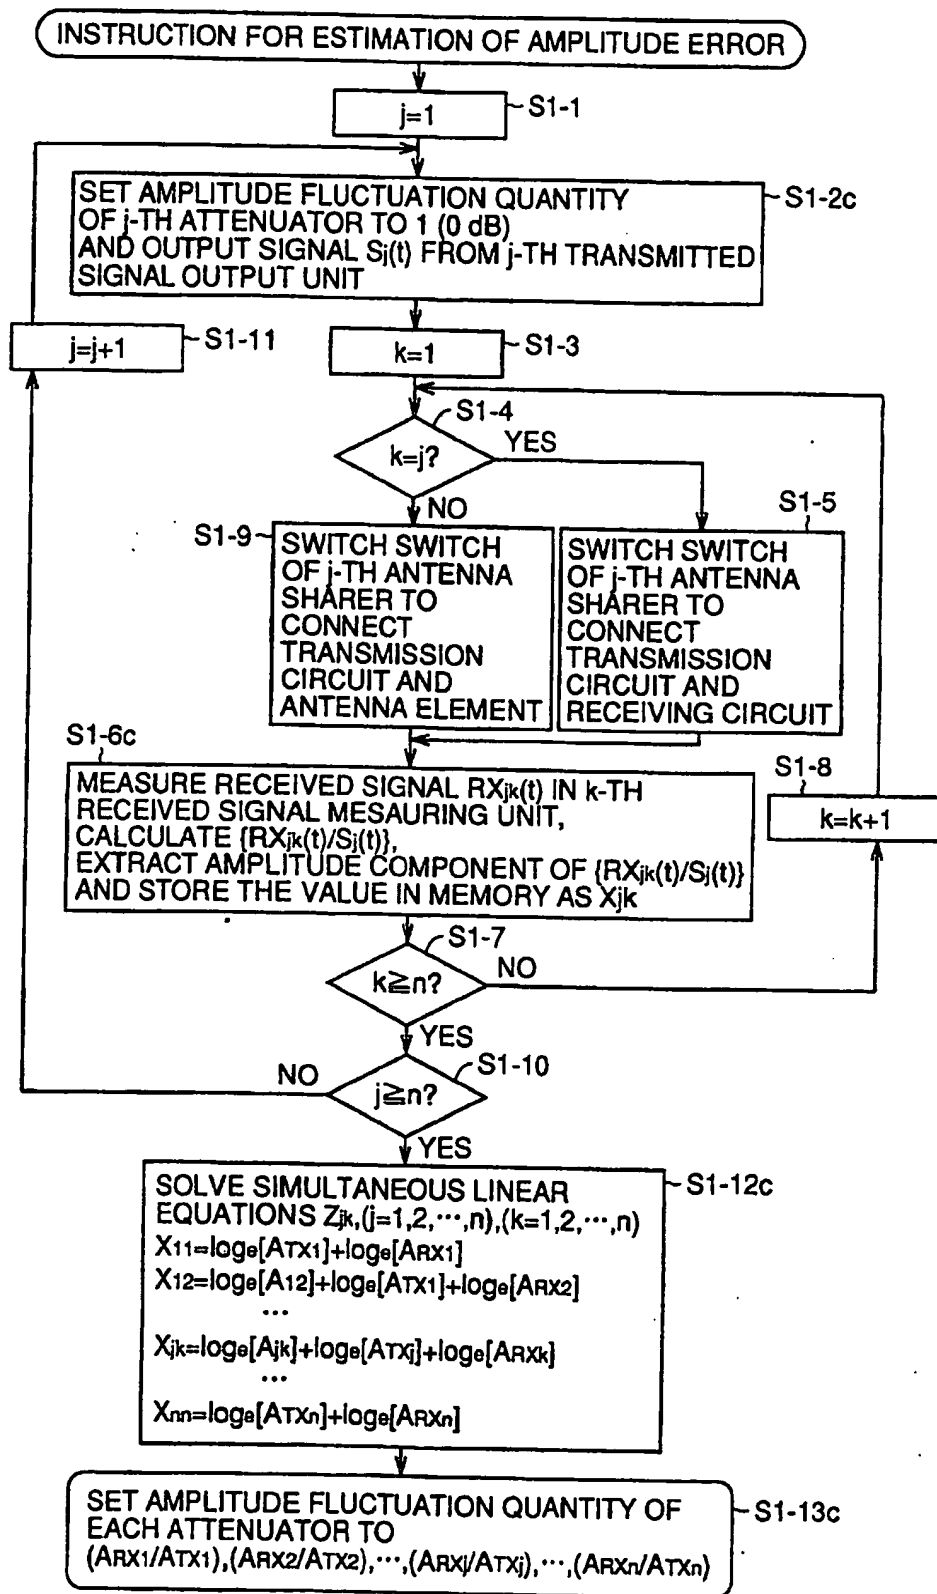 INSTRUCTION FOR ESTIMATION OF AMPLITUDE ERROR
j=1
S1-1
SET AMPLITUDE FLUCTUATION QUANTITY
OF j-TH ATTENUATOR TO 1 (0 dB)
AND OUTPUT SIGNAL Sj(t) FROM j-TH TRANSMITTED
SIGNAL OUTPUT UNIT
S1-2c
j=j+1
S1-11
k=1
S1-3
S1-4
k=j?
YES
NO
S1-9
SWITCH SWITCH
OF j-TH ANTENNA
SHARER TO
CONNECT
TRANSMISSION
CIRCUIT AND
ANTENNA ELEMENT
S1-5
SWITCH SWITCH
OF j-TH ANTENNA
SHARER TO
CONNECT
TRANSMISSION
CIRCUIT AND
RECEIVING CIRCUIT
S1-6c
MEASURE RECEIVED SIGNAL RXjk(t) IN k-TH
RECEIVED SIGNAL MESAURING UNIT,
CALCULATE {RXjk(t)/Sj(t)},
EXTRACT AMPLITUDE COMPONENT OF {RXjk(t)/Sj(t)}
AND STORE THE VALUE IN MEMORY AS Xjk
S1-8
k=k+1
S1-7
k≧n?
NO
YES
S1-10
j≧n?
NO
YES
S1-12c
SOLVE SIMULTANEOUS LINEAR
EQUATIONS Zjk,(j=1,2,⋯,n),(k=1,2,⋯,n)
X11=loge[ATX1]+loge[ARX1]
X12=loge[A12]+loge[ATX1]+loge[ARX2]
⋯
Xjk=loge[Ajk]+loge[ATXj]+loge[ARXk]
⋯
Xnn=loge[ATXn]+loge[ARXn]
SET AMPLITUDE FLUCTUATION QUANTITY OF
EACH ATTENUATOR TO
(ARX1/ATX1),(ARX2/ATX2),⋯,(ARXj/ATXj),⋯,(ARXn/ATXn)
S1-13c